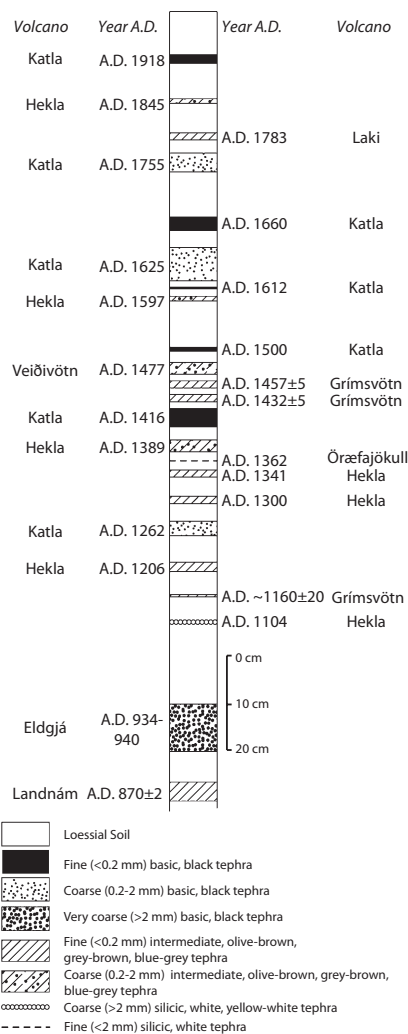 Volcano Year A.D. Year A.D. Volcano
Katla A.D. 1918
Hekla A.D. 1845
A.D. 1783 Laki
Katla A.D. 1755
A.D. 1660 Katla
Katla A.D. 1625
A.D. 1612 Katla
Hekla A.D. 1597
A.D. 1500 Katla
Veiðivötn A.D. 1477
A.D. 1457±5 Grímsvötn
A.D. 1432±5 Grímsvötn
Katla A.D. 1416
Hekla A.D. 1389
A.D. 1362 Öræfajökull
A.D. 1341 Hekla
A.D. 1300 Hekla
Katla A.D. 1262
Hekla A.D. 1206
A.D. ~1160±20 Grímsvötn
A.D. 1104 Hekla
0 cm
10 cm
Eldgjá A.D. 934-
940
20 cm
Landnám A.D. 870±2
Loessial Soil
Fine (<0.2 mm) basic, black tephra
Coarse (0.2-2 mm) basic, black tephra
Very coarse (>2 mm) basic, black tephra
Fine (<0.2 mm) intermediate, olive-brown,
grey-brown, blue-grey tephra
Coarse (0.2-2 mm) intermediate, olive-brown, grey-brown,
blue-grey tephra
Coarse (>2 mm) silicic, white, yellow-white tephra
Fine (<2 mm) silicic, white tephra